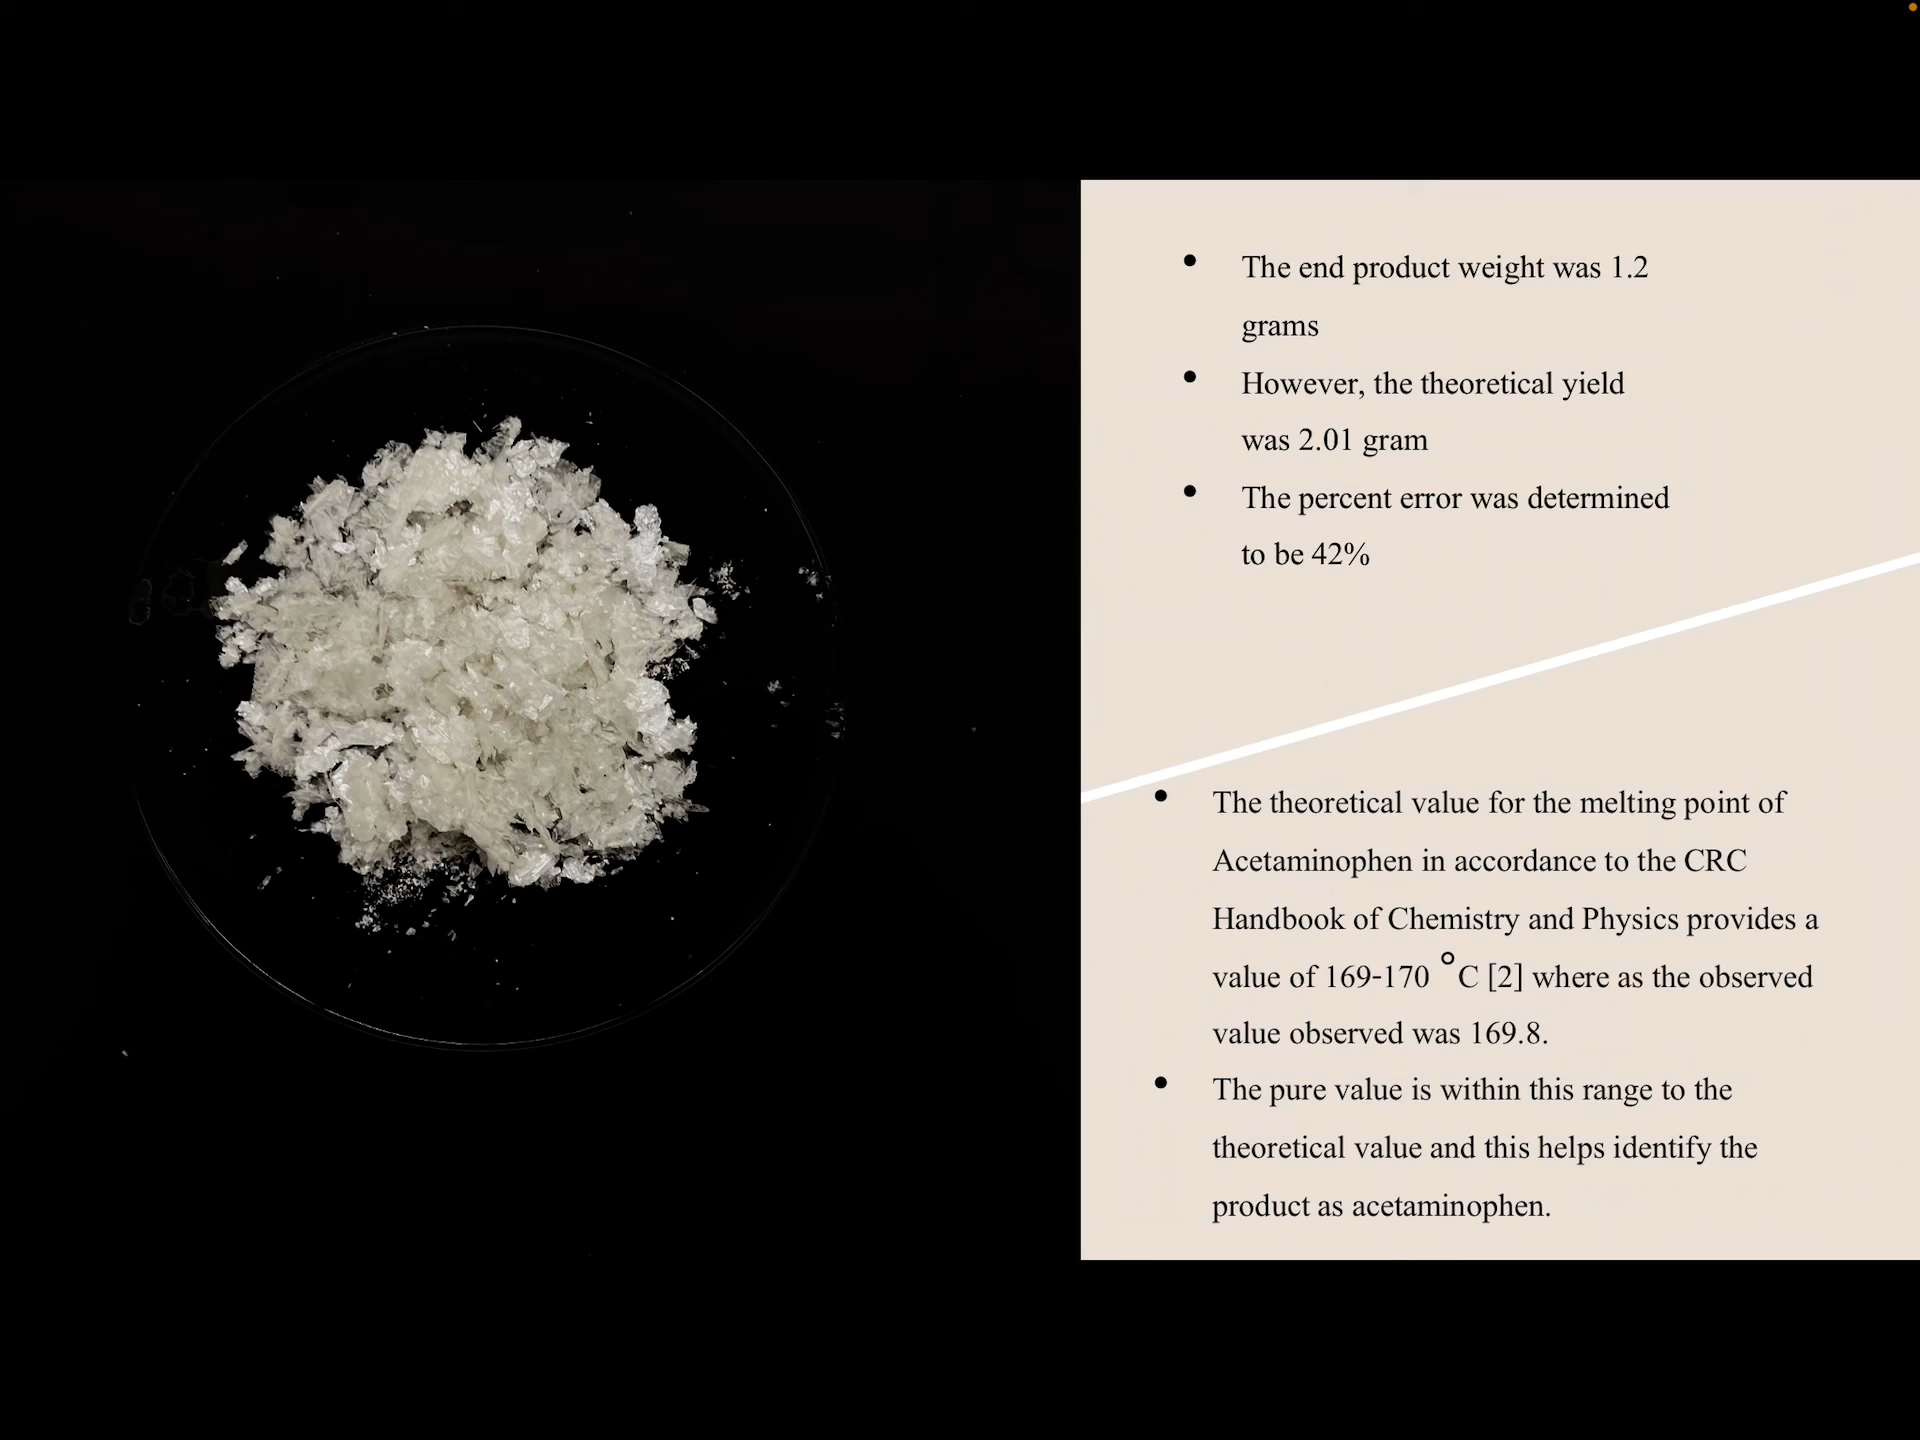 • The end product weight was 1.2
grams
• However, the theoretical yield
was 2.01 gram
• The percent error was determined
to be 42%
• The theoretical value for the melting point of
Acetaminophen in accordance to the CRC
Handbook of Chemistry and Physics provides a
value of 169-170 °C [2] where as the observed
value observed was 169.8.
• The pure value is within this range to the
theoretical value and this helps identify the
product as acetaminophen.